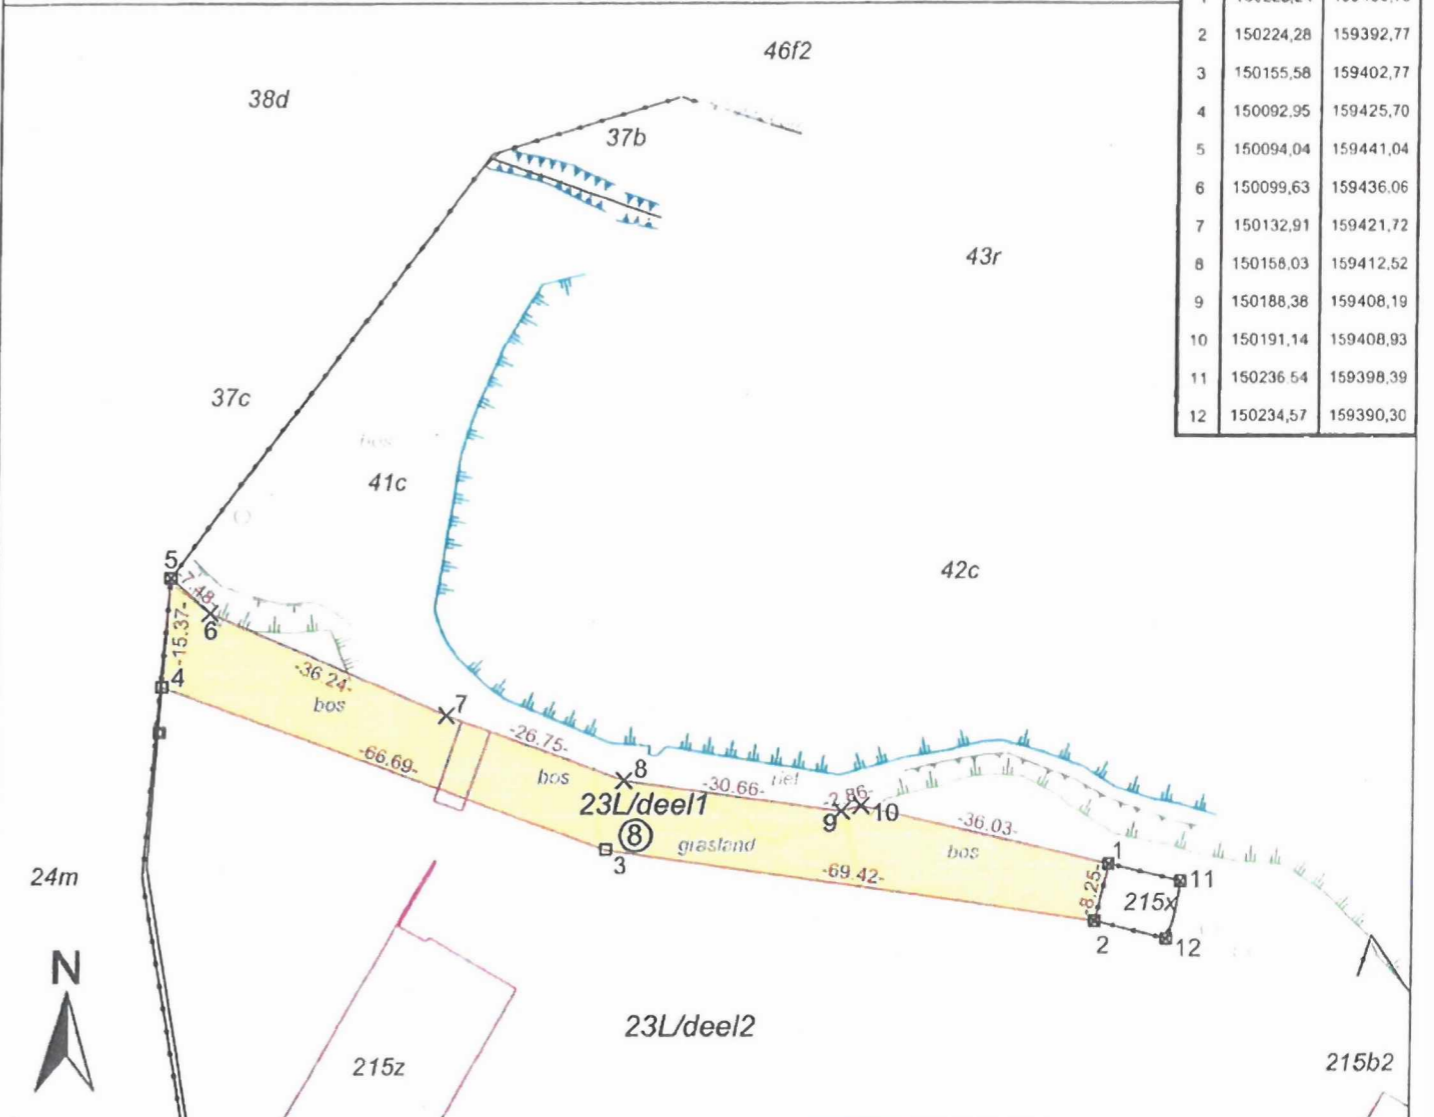 2 150224,28 159392,77
3 150155,58 159402,77
4 150092,95 159425,70
5 150094,04 159441,04
6 150099,63 159436.06
7 150132,91 159421,72
8 150158,03 159412,52
9 150188,38 159408,19
10 150191,14 159408,93
11 150236.54 159398,39
12 150234,57 159390,30
46f2
38d
37b
43r
37c
bos
41c
42c
5
-7.48-
6
-15.37-
4
-36.24-
bos
7
-26.75-
-66.69-
bos
8
-30.66-
riet
-2.86-
9
10
23L/deel1
8
-36.03-
grasland
bos
3
1
-69.42-
-8.25-
11
215x
2
12
24m
N
23L/deel2
215z
215b2